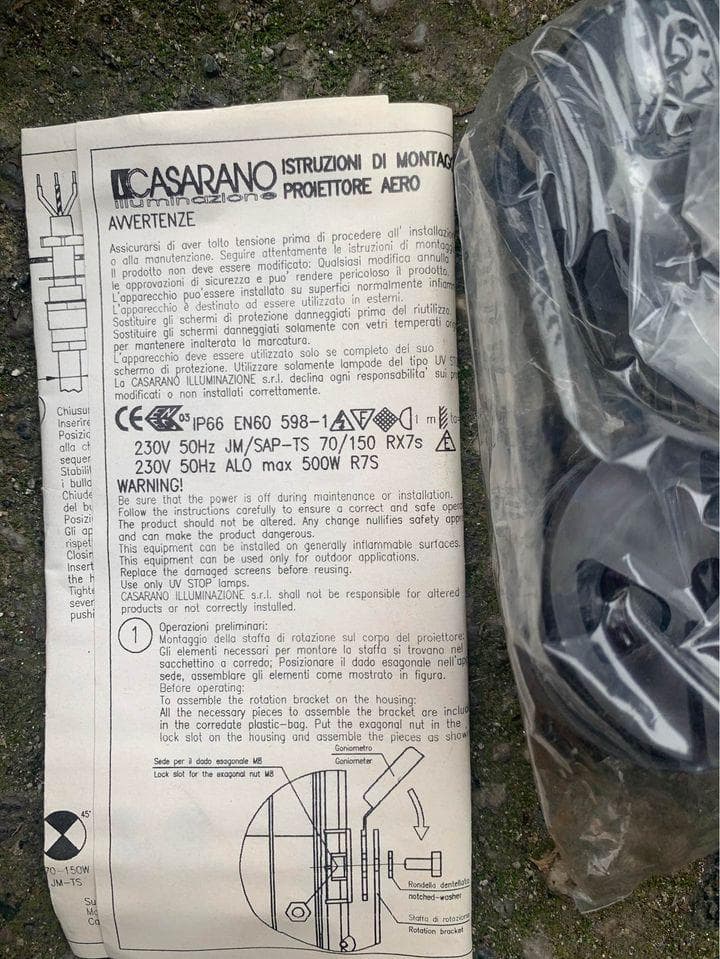 CASARANO
illuminazione
ISTRUZIONI DI
PROIETTORE AERO
AVVERTENZE
Assicurarsi di aver tolto tensione prima di procedere all'
o alla manutenzione. Seguire attentamente le istruzioni di
Il prodotto non deve essere modificato: Qualsiasi modifica annulla
le approvazioni di sicurezza e puo' rendere pericoloso il prodotto.
L'apparecchio puo'essere installato su superfici normalmente
L'apparecchio è destinato ad essere utilizzato in esterni.
Sostituire gli schermi di protezione danneggiati prima del riutilizzo.
Sostituire gli schermi danneggiati solamente con vetri temperati
per mantenere inalterata la marcatura.
L'apparecchio deve essere utilizzato solo se completo del suo
schermo di protezione. Utilizzare solamente lampade del tipo UV
La CASARANO ILLUMINAZIONE s.r.l. declina ogni responsabilita' sui
modificati o non installati correttamente.
CE 03 IP66 EN60 598-1 F 1 m
230V 50Hz JM/SAP-TS 70/150 RX7s
230V 50Hz ALO max 500W R7S
WARNING!
Be sure that the power is off during maintenance or installation.
Follow the instructions carefully to ensure a correct and safe
The product should not be altered. Any change nullifies safety
and can make the product dangerous.
This equipment can be installed on generally inflammable surfaces.
This equipment can be used only for outdoor applications.
Replace the damaged screens before reusing.
Use only UV STOP lamps.
CASARANO ILLUMINAZIONE s.r.l. shall not be responsible for altered
products or not correctly installed.
1
Operazioni preliminari:
Montaggio della staffa di rotazione sul corpo del proiettore:
Gli elementi necessari per montare la staffa si trovano nel
sacchettino a corredo; Posizionare il dado esagonale
sede, assemblare gli elementi come mostrato in figura.
Before operating:
To assemble the rotation bracket on the housing:
All the necessary pieces to assemble the bracket are
in the corredate plastic-bag. Put the exagonal nut in the
lock slot on the housing and assemble the pieces as
Sede per il dado esagonale M8
Lock slot for the exagonal nut M8
Goniometro
Goniometer
Rondella
notched-washer
Staffa di
Rotation bracket
45°
70-150W
JM-TS